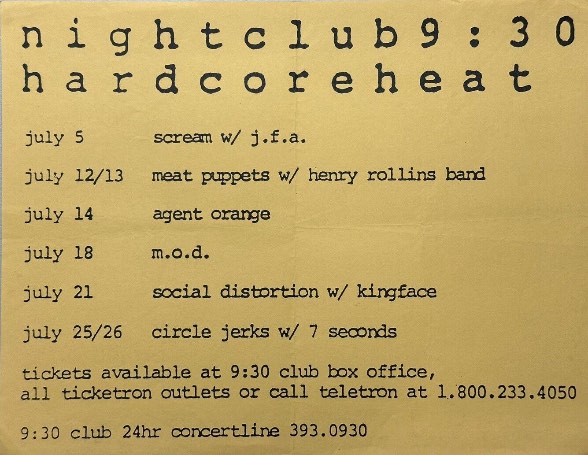 nightclub9:30
hardcoreheat
july 5 scream w/ j.f.a.
july 12/13 meat puppets w/ henry rollins band
july 14 agent orange
july 18 m.o.d.
july 21 social distortion w/ kingface
july 25/26 circle jerks w/ 7 seconds
tickets available at 9:30 club box office,
all ticketron outlets or call teletron at 1.800.233.4050
9:30 club 24hr concertline 393.0930